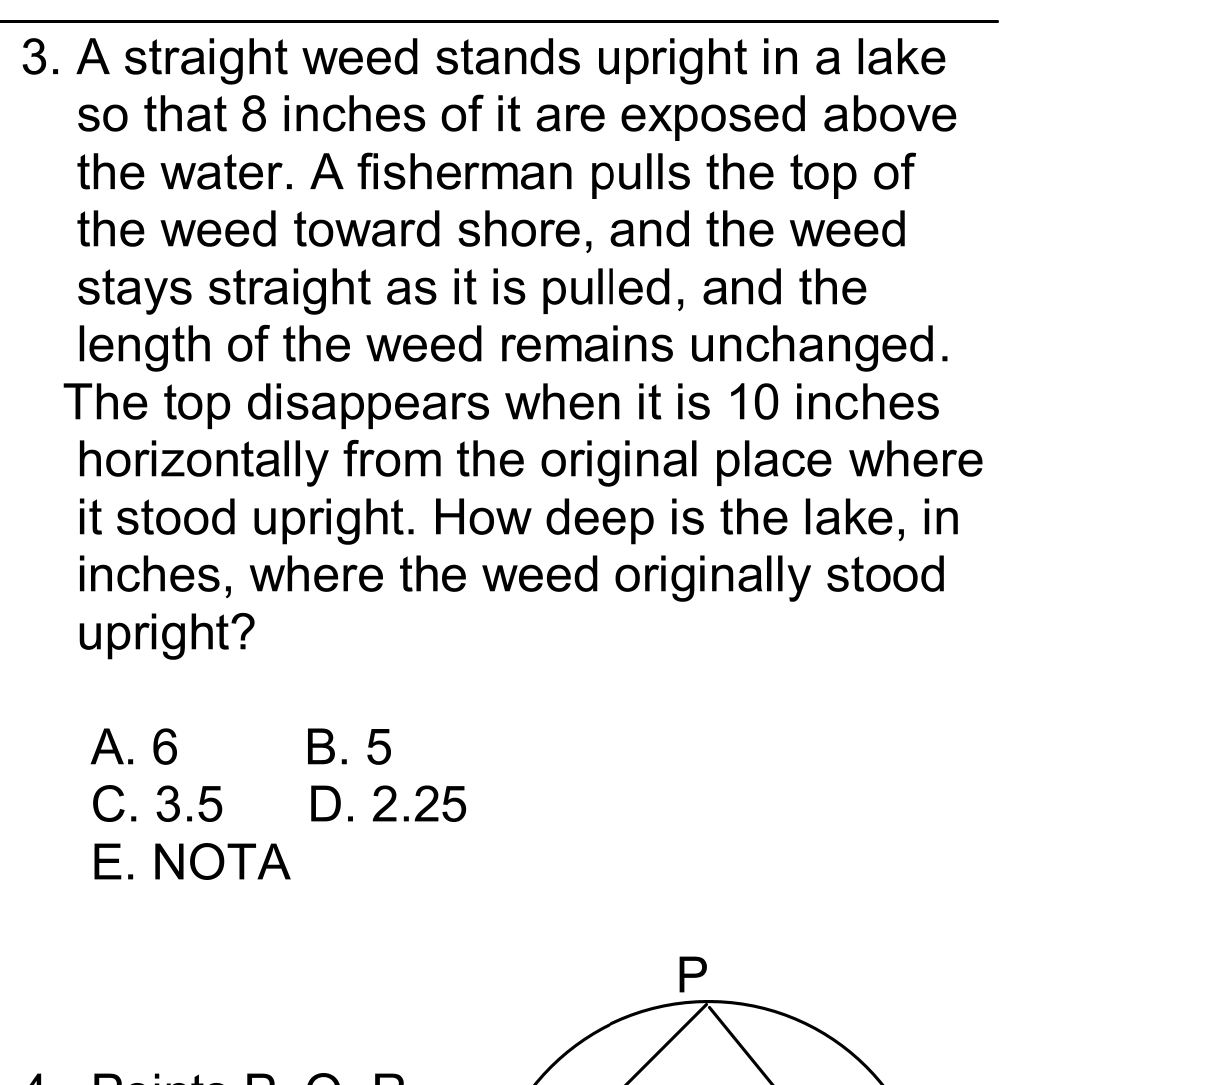 3. A straight weed stands upright in a lake
so that 8 inches of it are exposed above
the water. A fisherman pulls the top of
the weed toward shore, and the weed
stays straight as it is pulled, and the
length of the weed remains unchanged.
The top disappears when it is 10 inches
horizontally from the original place where
it stood upright. How deep is the lake, in
inches, where the weed originally stood
upright?
A. 6 B. 5
C. 3.5 D. 2.25
E. NOTA
P